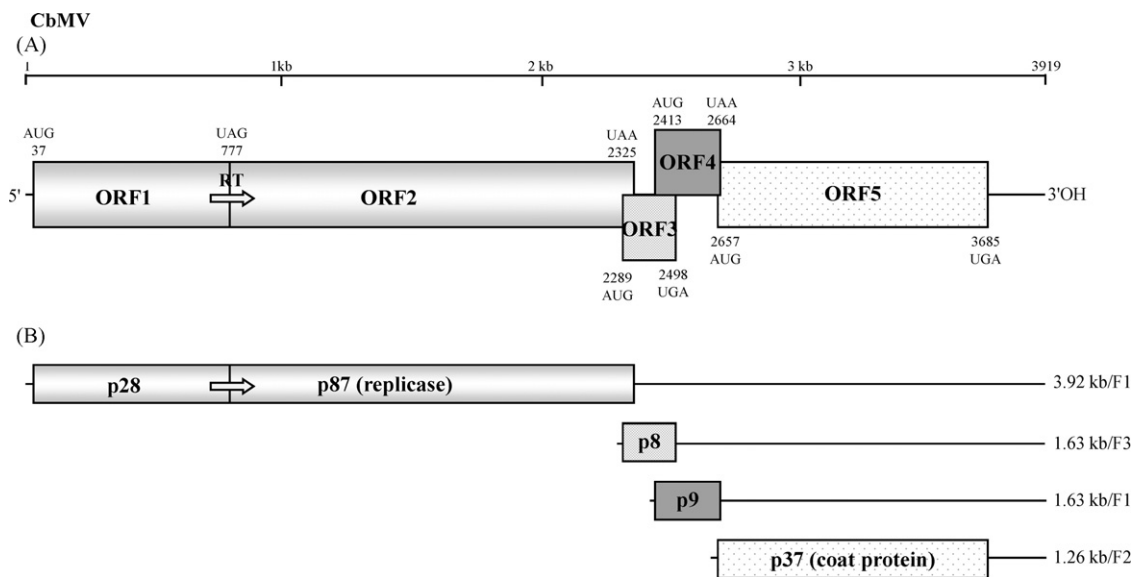 CbMV
(A)
1 1kb 2 kb 3 kb 3919
AUG UAG UAA AUG UAA
37 777 2325 2413 2664
RT
5' ORF1 ORF2 ORF3 ORF4 ORF5 3'OH
2289 2498 2657 3685
AUG UGA AUG UGA
(B)
p28 p87 (replicase) 3.92 kb/F1
p8 1.63 kb/F3
p9 1.63 kb/F1
p37 (coat protein) 1.26 kb/F2